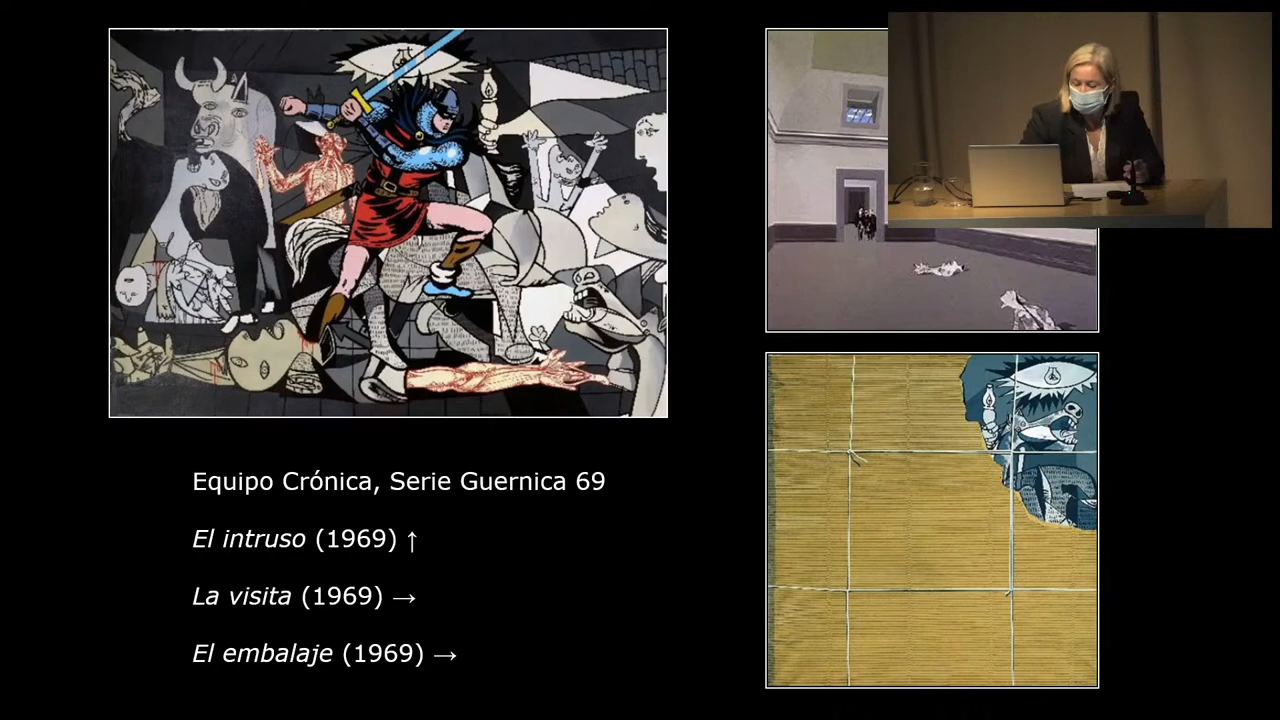 Equipo Crónica, Serie Guernica 69
El intruso (1969) ↑
La visita (1969) →
El embalaje (1969) →